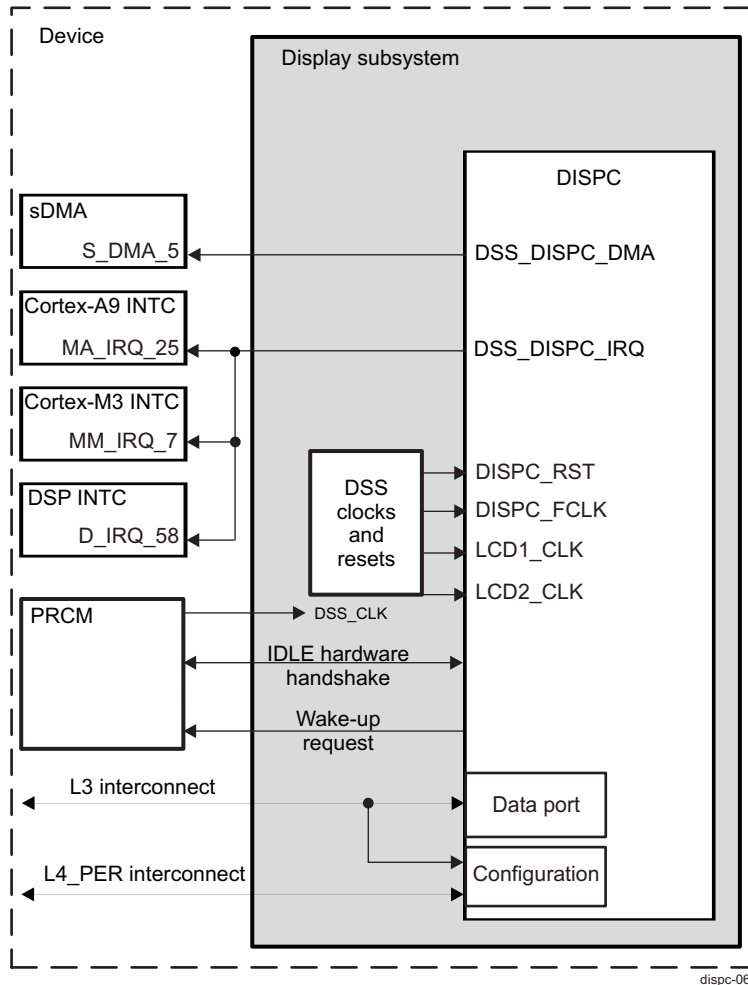 Device
Display subsystem
DISPC
sDMA
S_DMA_5
DSS_DISPC_DMA
Cortex-A9 INTC
MA_IRQ_25
DSS_DISPC_IRQ
Cortex-M3 INTC
MM_IRQ_7
DSP INTC
D_IRQ_58
DSS
clocks
and
resets
DISPC_RST
DISPC_FCLK
LCD1_CLK
LCD2_CLK
PRCM
DSS_CLK
IDLE hardware
handshake
Wake-up
request
L3 interconnect
Data port
L4_PER interconnect
Configuration
dispc-06